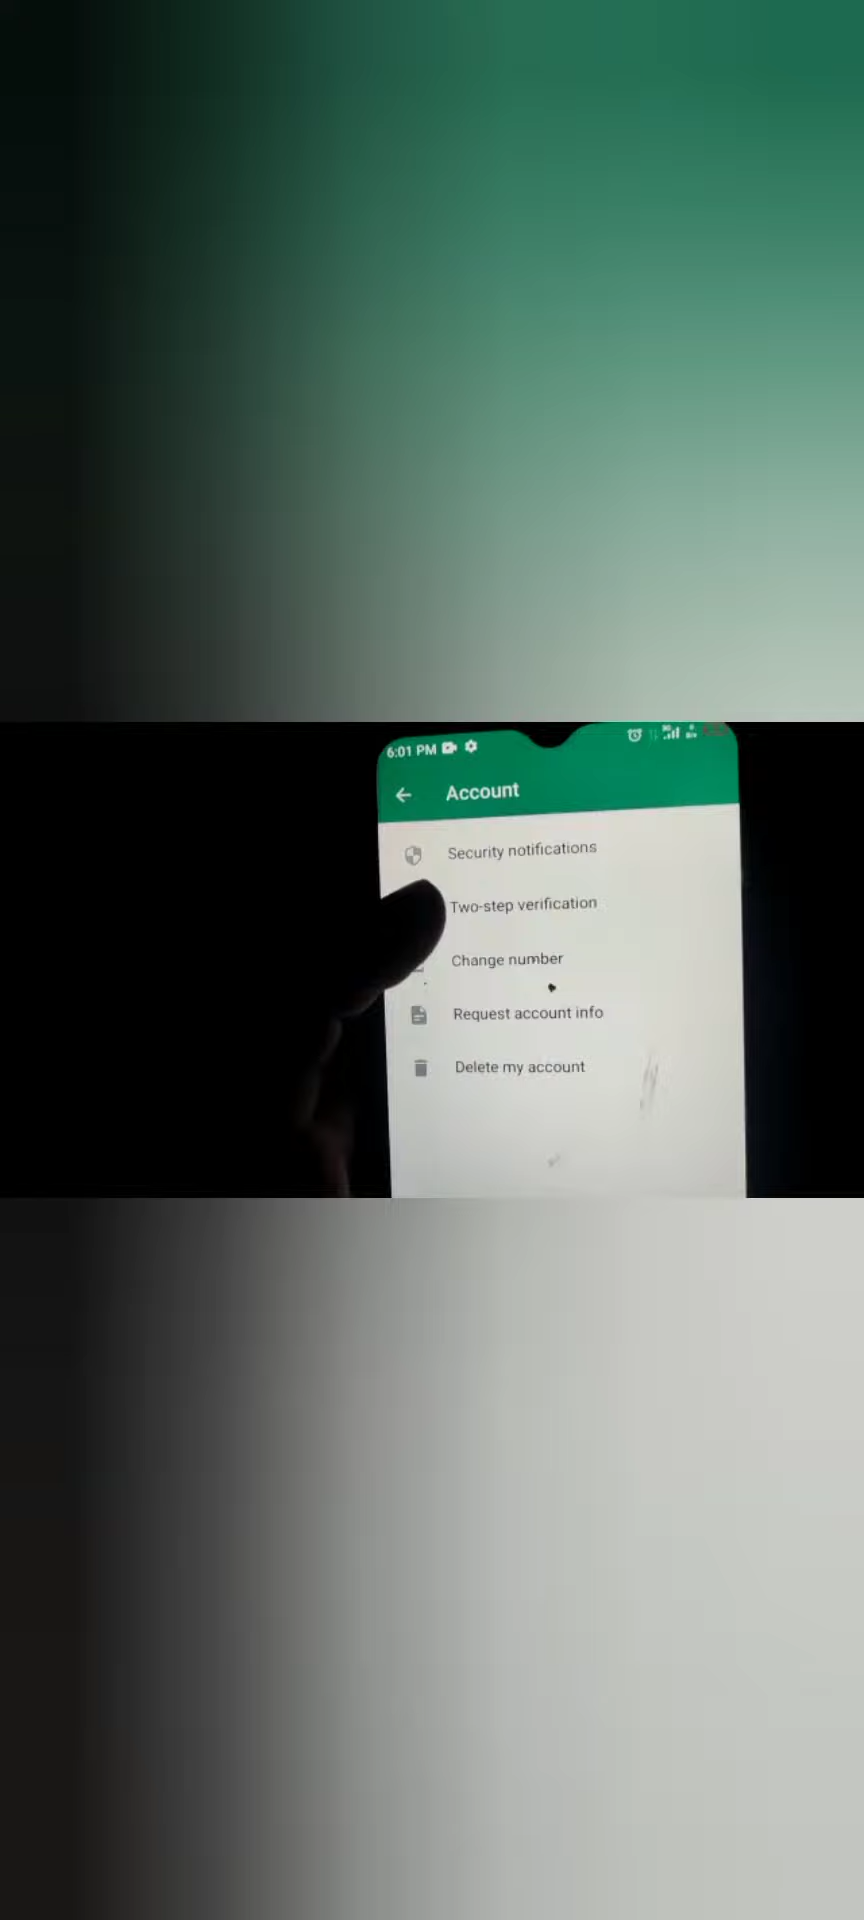 6:01 PM
Account
Security notifications
Two-step verification
Change number
Request account info
Delete my account